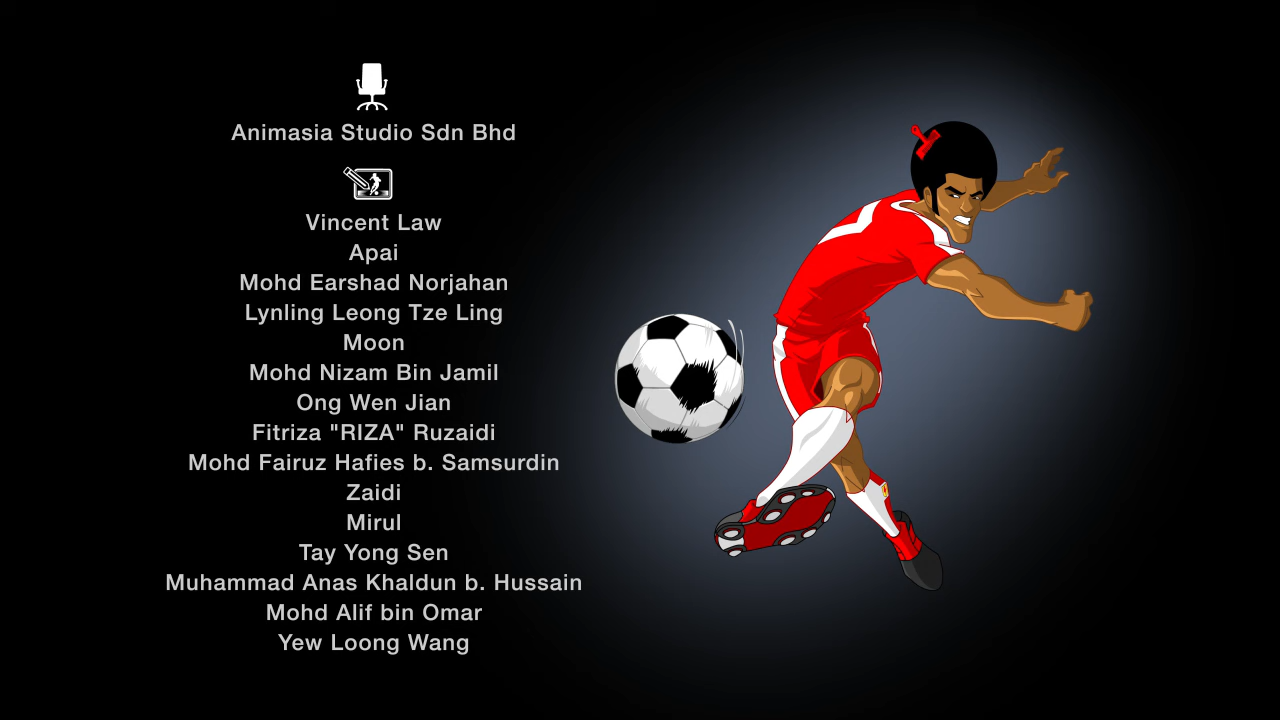 Animasia Studio Sdn Bhd
Vincent Law
Apai
Mohd Earshad Norjahan
Lynling Leong Tze Ling
Moon
Mohd Nizam Bin Jamil
Ong Wen Jian
Fitriza "RIZA" Ruzaidi
Mohd Fairuz Hafies b. Samsurdin
Zaidi
Mirul
Tay Yong Sen
Muhammad Anas Khaldun b. Hussain
Mohd Alif bin Omar
Yew Loong Wang